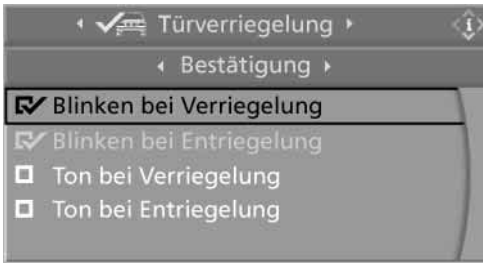 Türverriegelung
i
Bestätigung
Blinken bei Verriegelung
Blinken bei Entriegelung
Ton bei Verriegelung
Ton bei Entriegelung